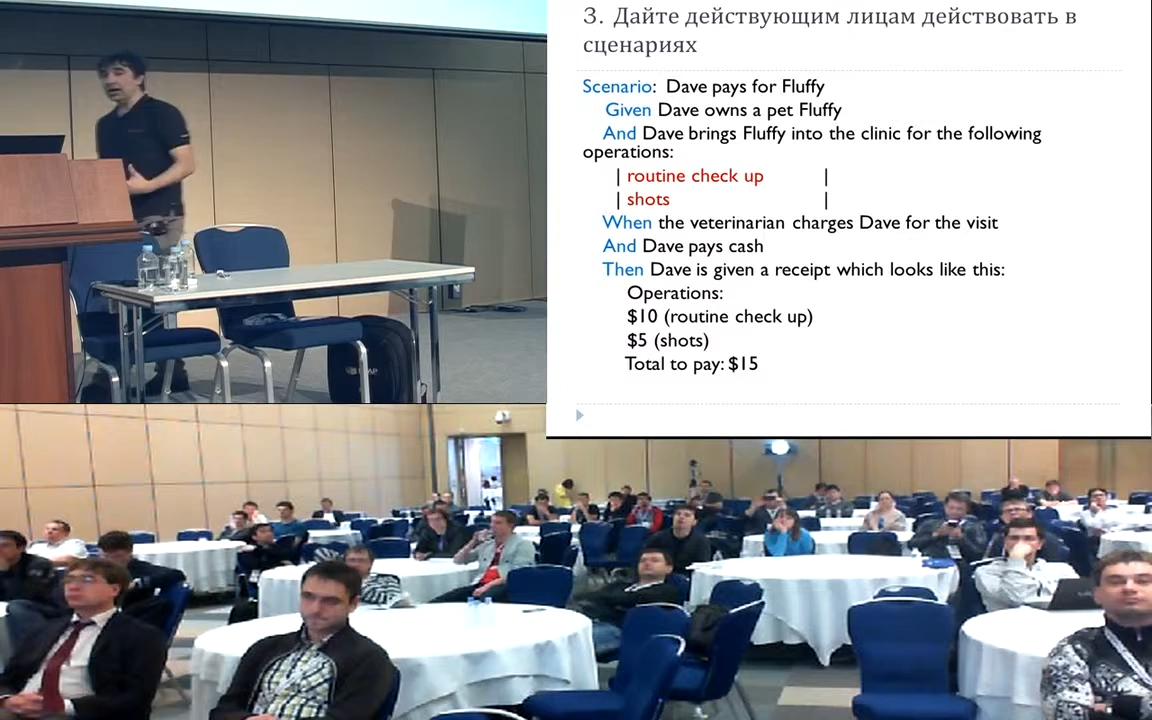 3. Дайте действующим лицам действовать в
сценариях
Scenario: Dave pays for Fluffy
Given Dave owns a pet Fluffy
And Dave brings Fluffy into the clinic for the following
operations:
| routine check up |
| shots |
When the veterinarian charges Dave for the visit
And Dave pays cash
Then Dave is given a receipt which looks like this:
Operations:
$10 (routine check up)
$5 (shots)
Total to pay: $15